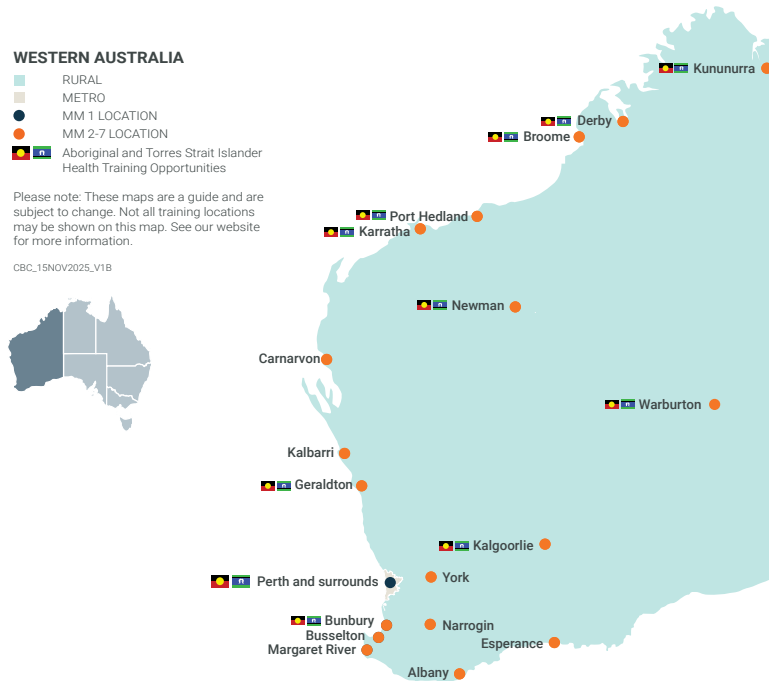 WESTERN AUSTRALIA
RURAL
METRO
MM 1 LOCATION
MM 2-7 LOCATION
Aboriginal and Torres Strait Islander
Health Training Opportunities
Please note: These maps are a guide and are
subject to change. Not all training locations
may be shown on this map. See our website
for more information.
CBC_15NOV2025_V1B
Kununurra
Derby
Broome
Port Hedland
Karratha
Newman
Carnarvon
Warburton
Kalbarri
Geraldton
Kalgoorlie
York
Perth and surrounds
Bunbury
Narrogin
Busselton
Esperance
Margaret River
Albany